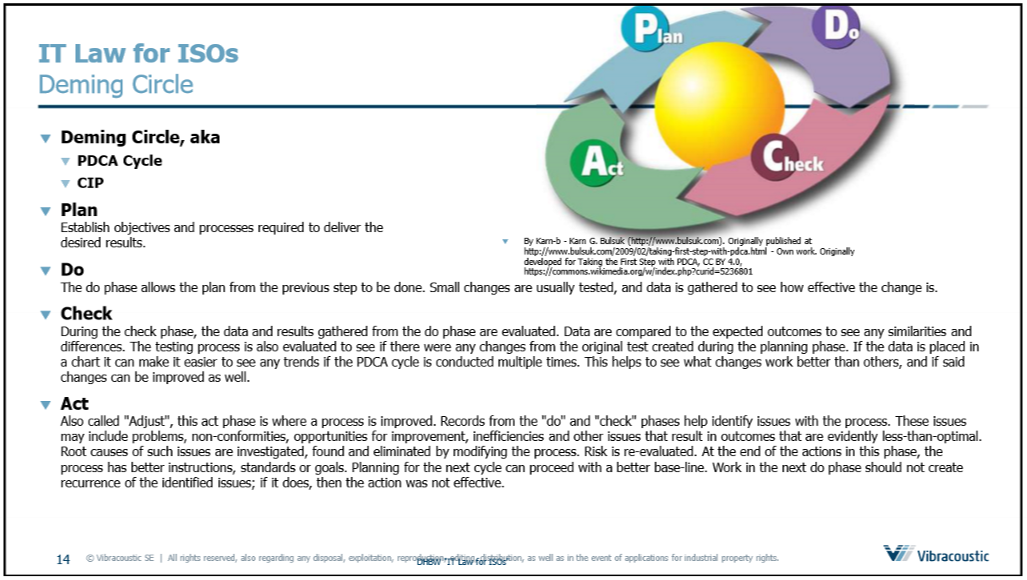 IT Law for ISOs
Deming Circle
Plan
Do
Check
Act
Deming Circle, aka
PDCA Cycle
CIP
Plan
Establish objectives and processes required to deliver the
desired results.
By Karn-b - Karn G. Bulsuk (http://www.bulsuk.com). Originally published at
http://www.bulsuk.com/2009/02/taking-first-step-with-pdca.html - Own work. Originally
developed for Taking the First Step with PDCA, CC BY 4.0,
https://commons.wikimedia.org/w/index.php?curid=5236801
Do
The do phase allows the plan from the previous step to be done. Small changes are usually tested, and data is gathered to see how effective the change is.
Check
During the check phase, the data and results gathered from the do phase are evaluated. Data are compared to the expected outcomes to see any similarities and
differences. The testing process is also evaluated to see if there were any changes from the original test created during the planning phase. If the data is placed in
a chart it can make it easier to see any trends if the PDCA cycle is conducted multiple times. This helps to see what changes work better than others, and if said
changes can be improved as well.
Act
Also called "Adjust", this act phase is where a process is improved. Records from the "do" and "check" phases help identify issues with the process. These issues
may include problems, non-conformities, opportunities for improvement, inefficiencies and other issues that result in outcomes that are evidently less-than-optimal.
Root causes of such issues are investigated, found and eliminated by modifying the process. Risk is re-evaluated. At the end of the actions in this phase, the
process has better instructions, standards or goals. Planning for the next cycle can proceed with a better base-line. Work in the next do phase should not create
recurrence of the identified issues; if it does, then the action was not effective.
14
© Vibracoustic SE | All rights reserved, also regarding any disposal, exploitation, reproduction, editing, distribution, as well as in the event of applications for industrial property rights.
DHBW "IT Law for ISOs"
Vibracoustic